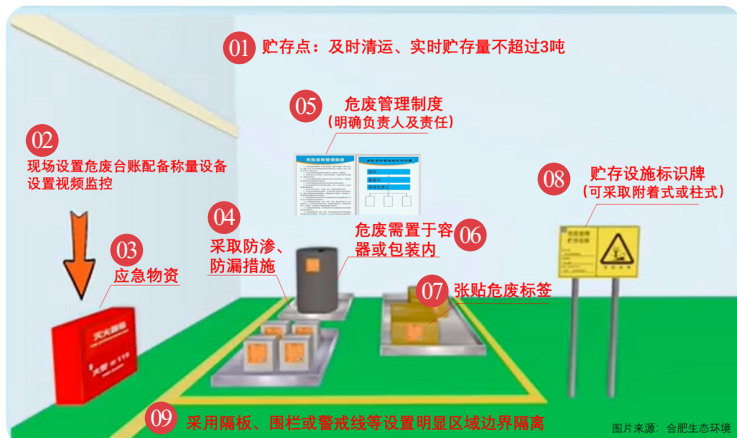 01 贮存点：及时清运、实时贮存量不超过3吨
05 危废管理制度
(明确负责人及责任)
02
现场设置危废台账配备称量设备
设置视频监控
08 贮存设施标识牌
(可采取附着式或柱式)
04
采取防渗、
防漏措施
危废需置于容
器或包装内 06
03
应急物资
07 张贴危废标签
灭火器箱
火警 119
09 采用隔板、围栏或警戒线等设置明显区域边界隔离
图片来源：合肥生态环境